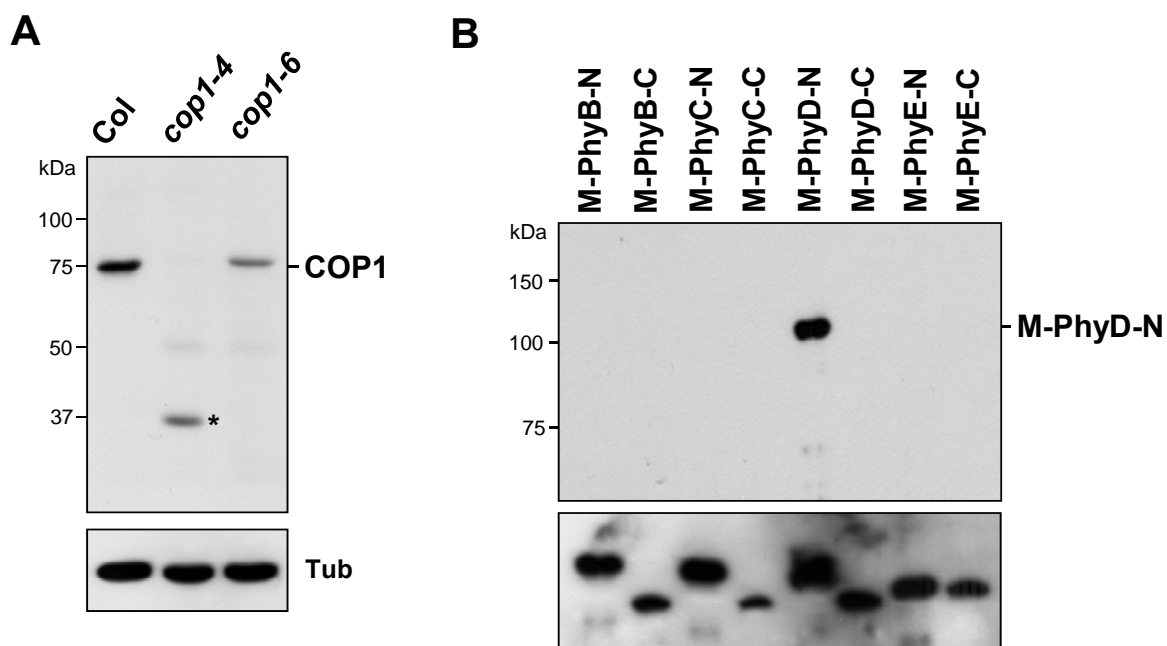 A
Col
cop1-4
cop1-6
kDa
100
75
50
37
*
COP1
Tub
B
M-PhyB-N
M-PhyB-C
M-PhyC-N
M-PhyC-C
M-PhyD-N
M-PhyD-C
M-PhyE-N
M-PhyE-C
kDa
150
100
75
M-PhyD-N